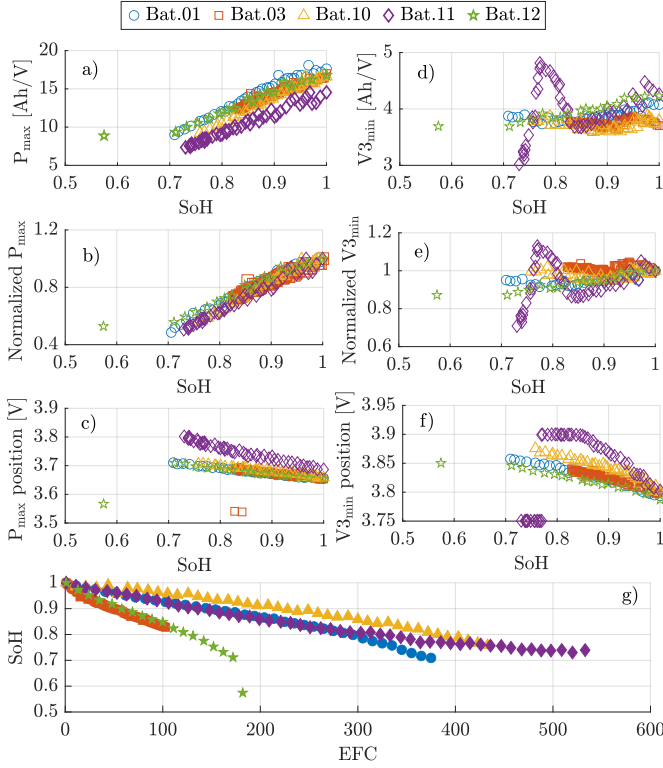 Bat.01 Bat.03 Bat.10 Bat.11 Bat.12
a)
P_max [Ah/V]
20
15
10
5
0.5 0.6 0.7 0.8 0.9 1
SoH
d)
V3_min [Ah/V]
5
4
3
0.5 0.6 0.7 0.8 0.9 1
SoH
b)
Normalized P_max
1.2
0.8
0.4
0.5 0.6 0.7 0.8 0.9 1
SoH
e)
Normalized V3_min
1.2
1
0.8
0.6
0.5 0.6 0.7 0.8 0.9 1
SoH
c)
P_max position [V]
3.9
3.8
3.7
3.6
3.5
0.5 0.6 0.7 0.8 0.9 1
SoH
f)
V3_min position [V]
3.95
3.9
3.85
3.8
3.75
0.5 0.6 0.7 0.8 0.9 1
SoH
g)
SoH
1
0.9
0.8
0.7
0.6
0.5
0 100 200 300 400 500 600
EFC